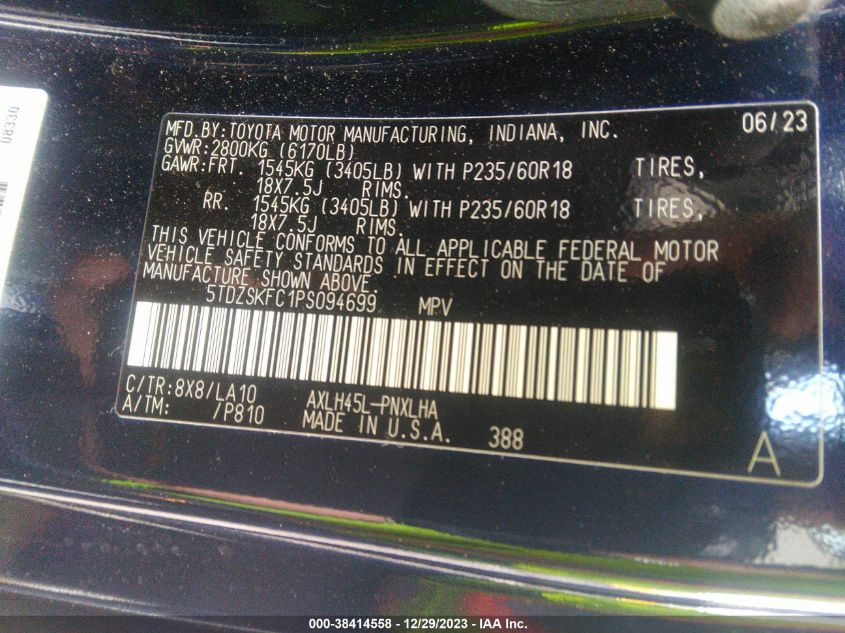 08330
MFD.BY:TOYOTA MOTOR MANUFACTURING, INDIANA, INC. 06/23
GVWR:2800KG (6170LB)
GAWR:FRT. 1545KG (3405LB) WITH P235/60R18 TIRES,
18X7.5J RIMS.
RR. 1545KG (3405LB) WITH P235/60R18 TIRES,
18X7.5J RIMS.
THIS VEHICLE CONFORMS TO ALL APPLICABLE FEDERAL MOTOR
VEHICLE SAFETY STANDARDS IN EFFECT ON THE DATE OF
MANUFACTURE SHOWN ABOVE.
5TDZSKFC1PS094699 MPV
C/TR:8X8/LA10 AXLH45L-PNXLHA
A/TM: /P810 MADE IN U.S.A. 388
A
000-38414558 - 12/29/2023 - IAA Inc.